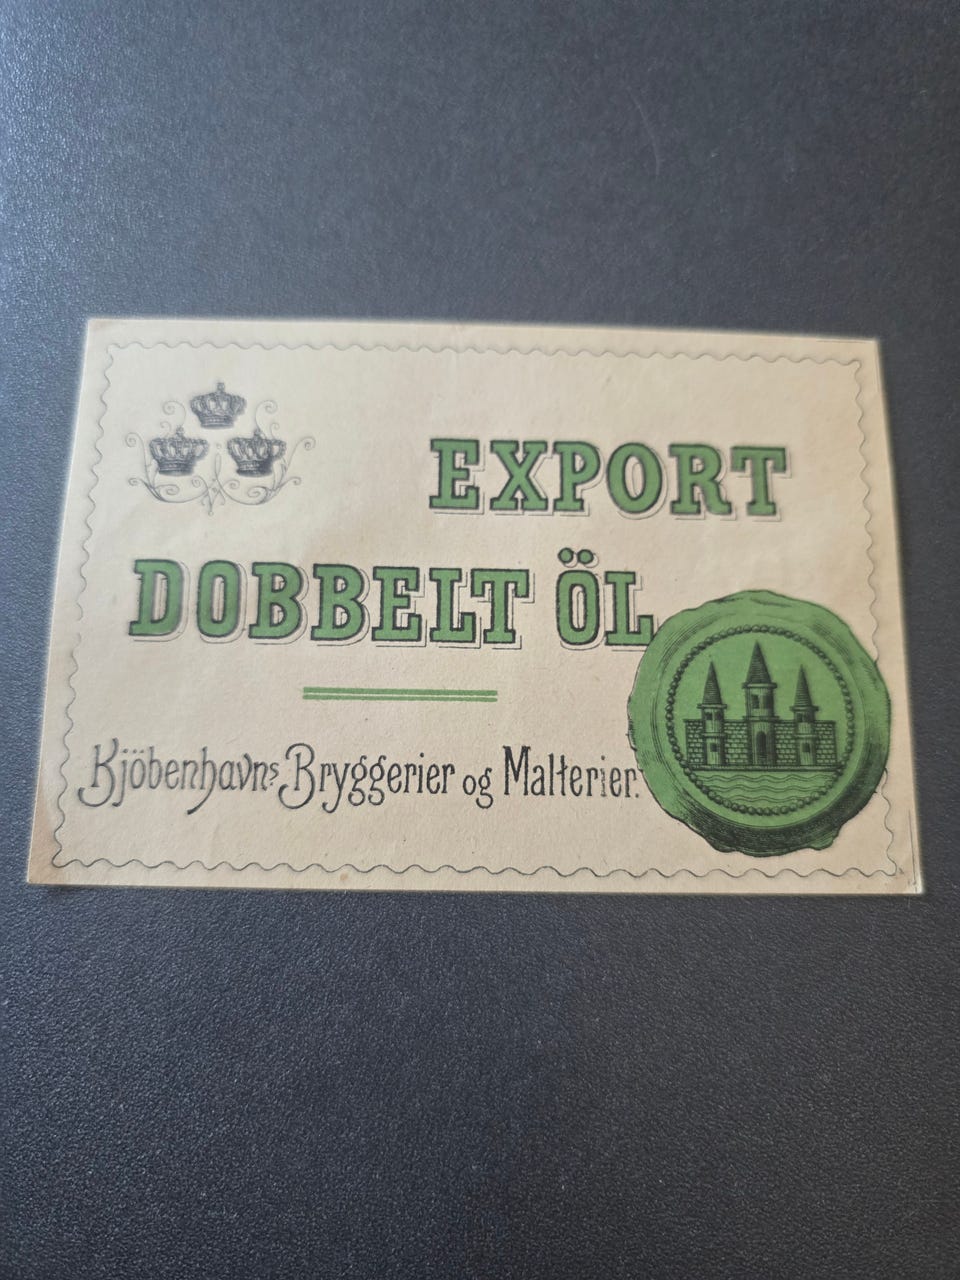 EXPORT
DOBBELT ÖL
Kjöbenhavns Bryggerier og Malterier.